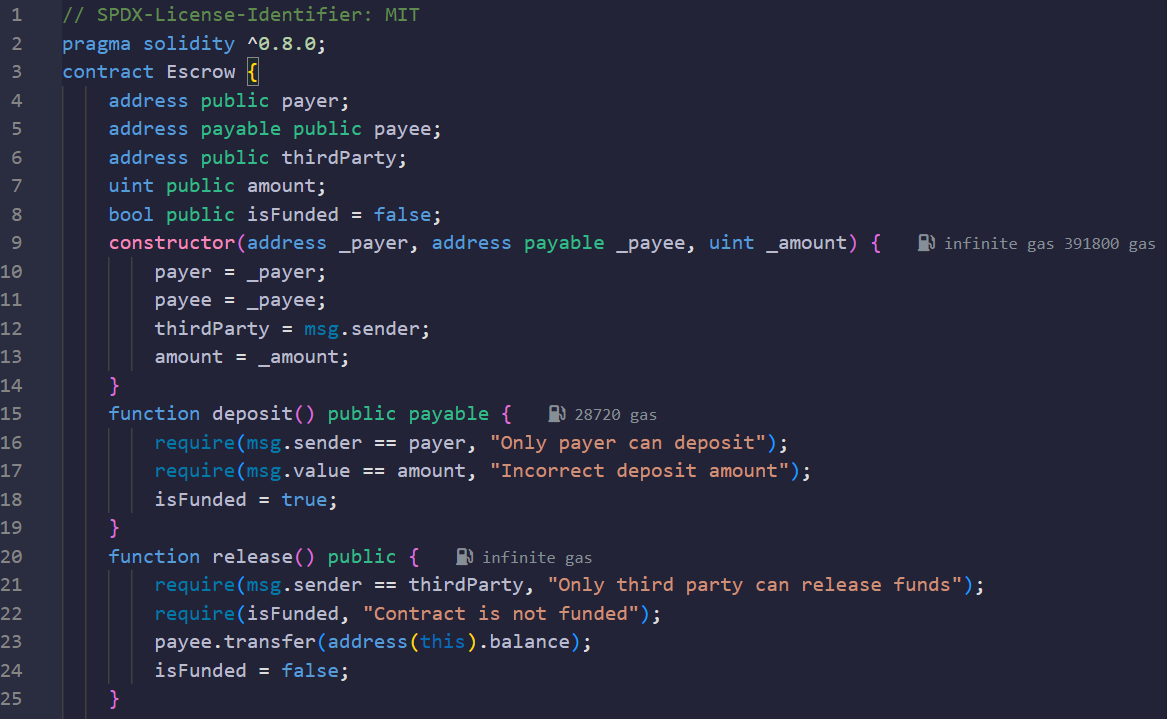 1 // SPDX-License-Identifier: MIT
2 pragma solidity ^0.8.0;
3 contract Escrow {
4 address public payer;
5 address payable public payee;
6 address public thirdParty;
7 uint public amount;
8 bool public isFunded = false;
9 constructor(address _payer, address payable _payee, uint _amount) { infinite gas 391800 gas
10 payer = _payer;
11 payee = _payee;
12 thirdParty = msg.sender;
13 amount = _amount;
14 }
15 function deposit() public payable { 28720 gas
16 require(msg.sender == payer, "Only payer can deposit");
17 require(msg.value == amount, "Incorrect deposit amount");
18 isFunded = true;
19 }
20 function release() public { infinite gas
21 require(msg.sender == thirdParty, "Only third party can release funds");
22 require(isFunded, "Contract is not funded");
23 payee.transfer(address(this).balance);
24 isFunded = false;
25 }